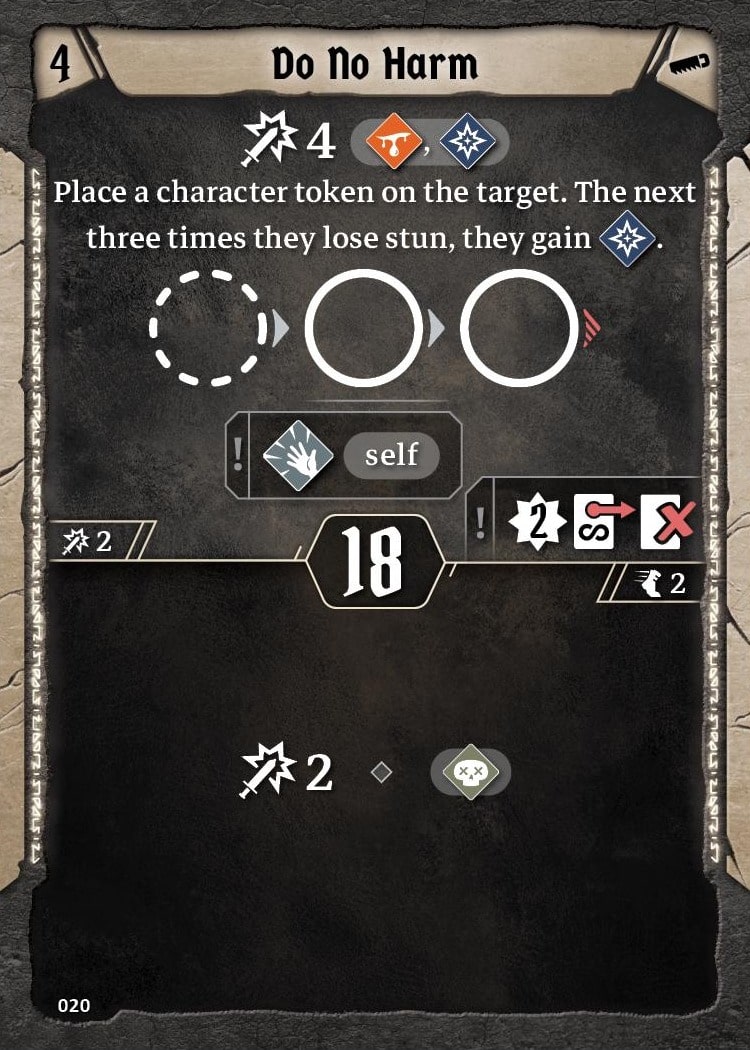 4 Do No Harm
4 ,
Place a character token on the target. The next
three times they lose stun, they gain .
! self
! 2
2
18
2
2
020